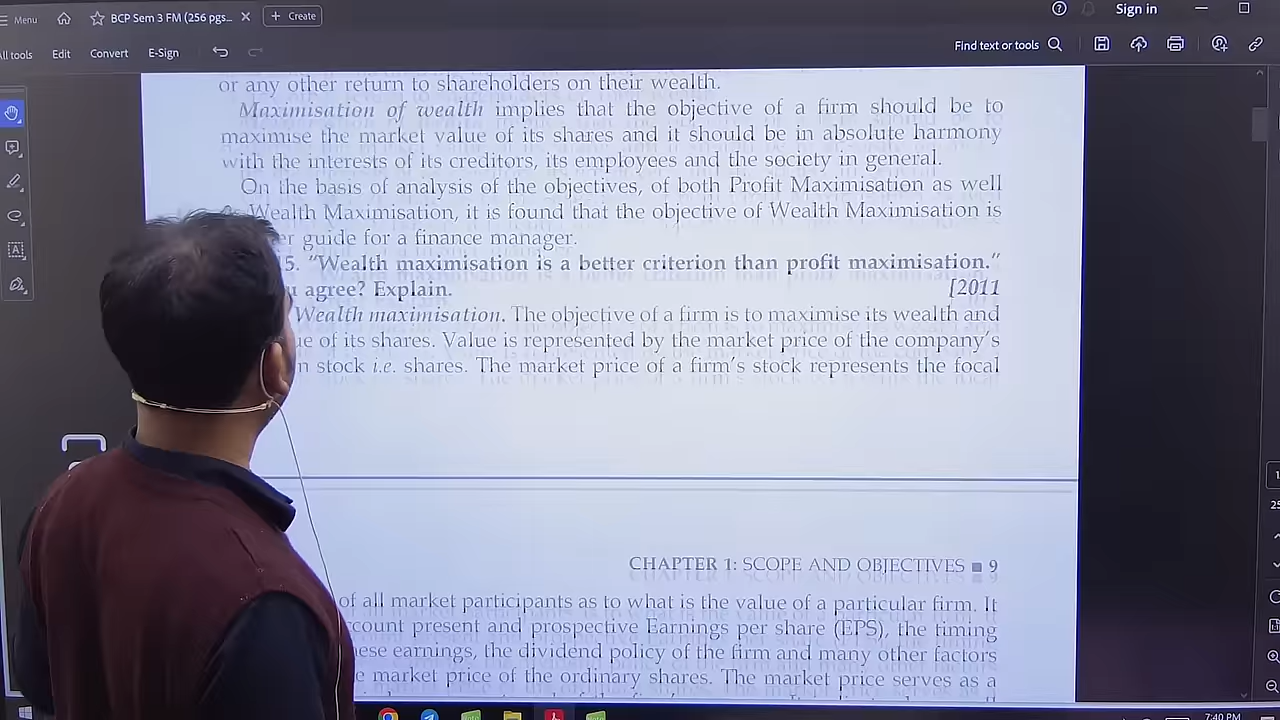 Menu
BCP Sem 3 FM (256 pgs...
+ Create
Sign in
All tools Edit Convert E-Sign
Find text or tools
or any other return to shareholders on their wealth.
Maximisation of wealth implies that the objective of a firm should be to
maximise the market value of its shares and it should be in absolute harmony
with the interests of its creditors, its employees and the society in general.
On the basis of analysis of the objectives, of both Profit Maximisation as well
Wealth Maximisation, it is found that the objective of Wealth Maximisation is
guide for a finance manager.
5. "Wealth maximisation is a better criterion than profit maximisation."
agree? Explain. [2011
Wealth maximisation. The objective of a firm is to maximise its wealth and
of its shares. Value is represented by the market price of the company's
stock i.e. shares. The market price of a firm's stock represents the focal
CHAPTER 1: SCOPE AND OBJECTIVES ■ 9
of all market participants as to what is the value of a particular firm. It
present and prospective Earnings per share (EPS), the timing
earnings, the dividend policy of the firm and many other factors
market price of the ordinary shares. The market price serves as a
7:40 PM